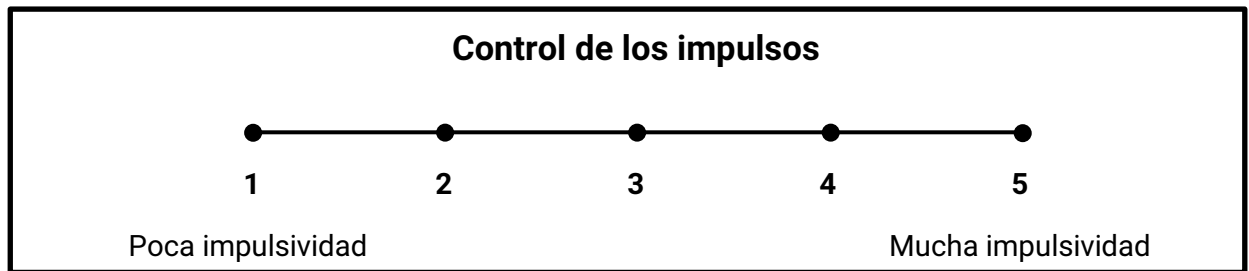 Control de los impulsos
1 2 3 4 5
Poca impulsividad Mucha impulsividad